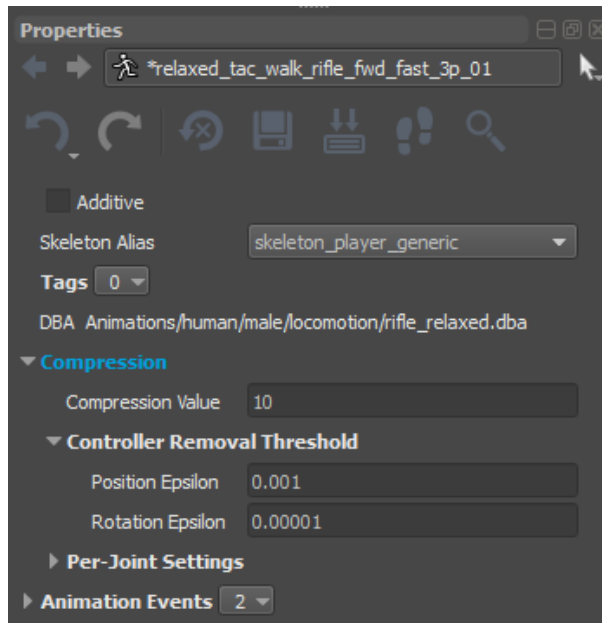 Properties
*relaxed_tac_walk_rifle_fwd_fast_3p_01
Additive
Skeleton Alias skeleton_player_generic
Tags 0
DBA Animations/human/male/locomotion/rifle_relaxed.dba
Compression
Compression Value 10
Controller Removal Threshold
Position Epsilon 0.001
Rotation Epsilon 0.00001
Per-Joint Settings
Animation Events 2